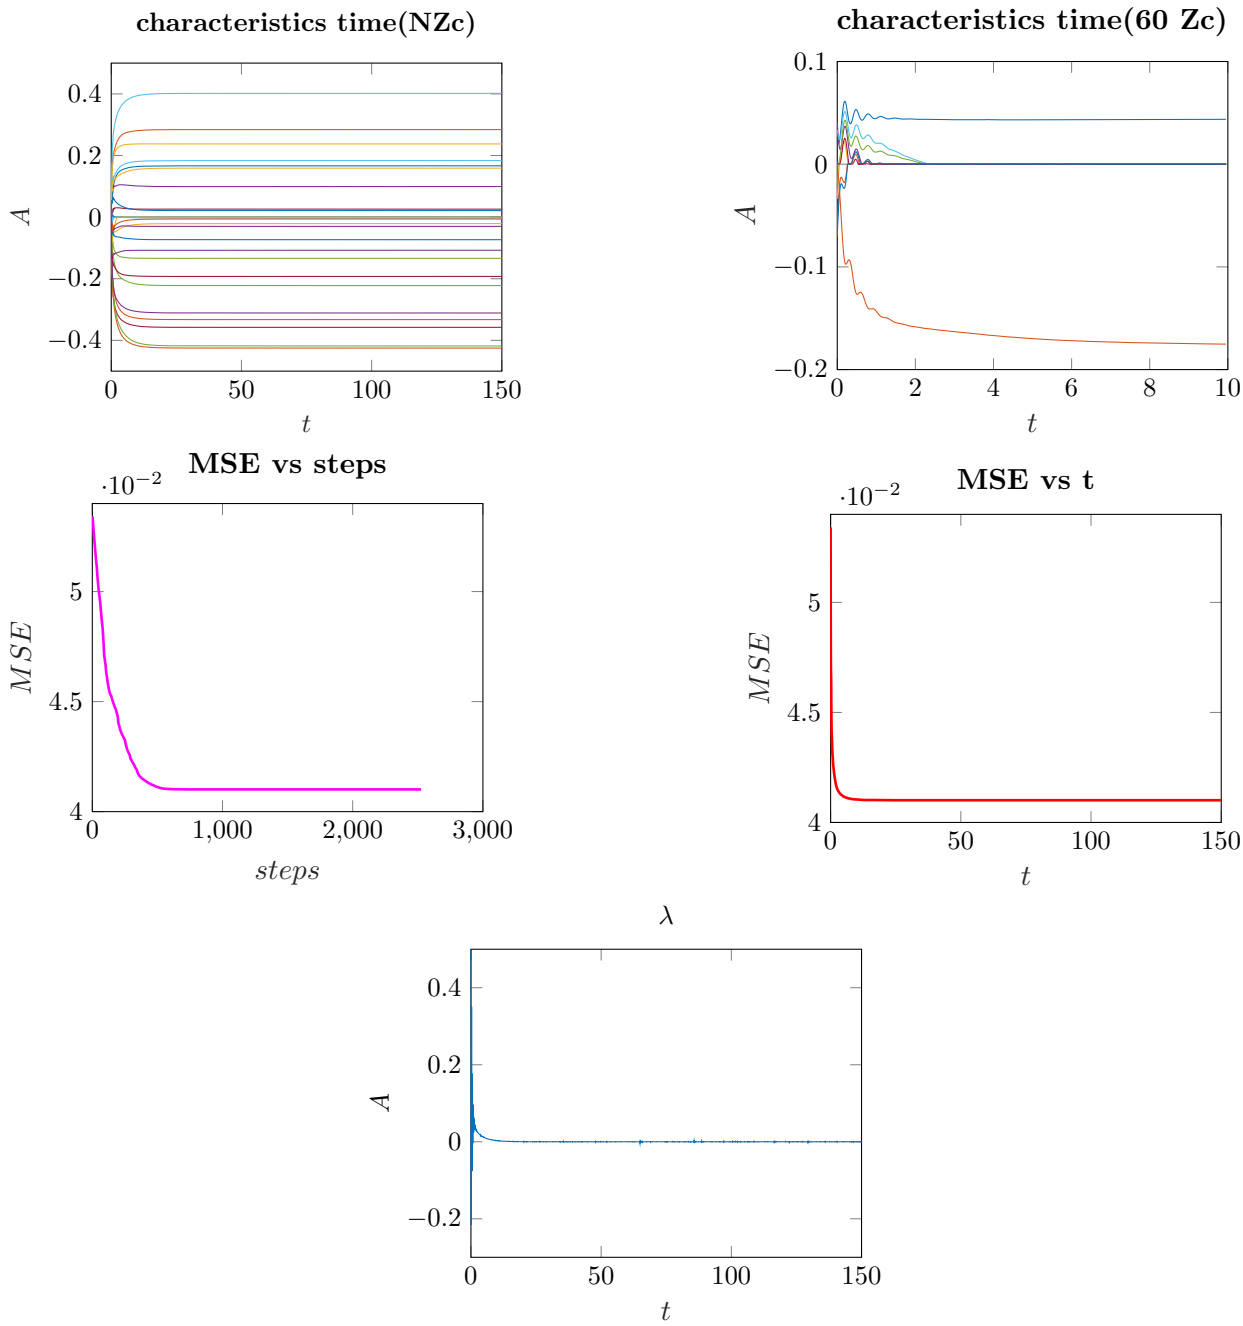 characteristics time(NZc)
0.4
0.2
0
−0.2
−0.4
A
0 50 100 150
t
characteristics time(60 Zc)
0.1
0
−0.1
−0.2
A
0 2 4 6 8 10
t
MSE vs steps
·10−2
5
4.5
4
MSE
0 1,000 2,000 3,000
steps
MSE vs t
·10−2
5
4.5
4
MSE
0 50 100 150
t
λ
0.4
0.2
0
−0.2
A
0 50 100 150
t